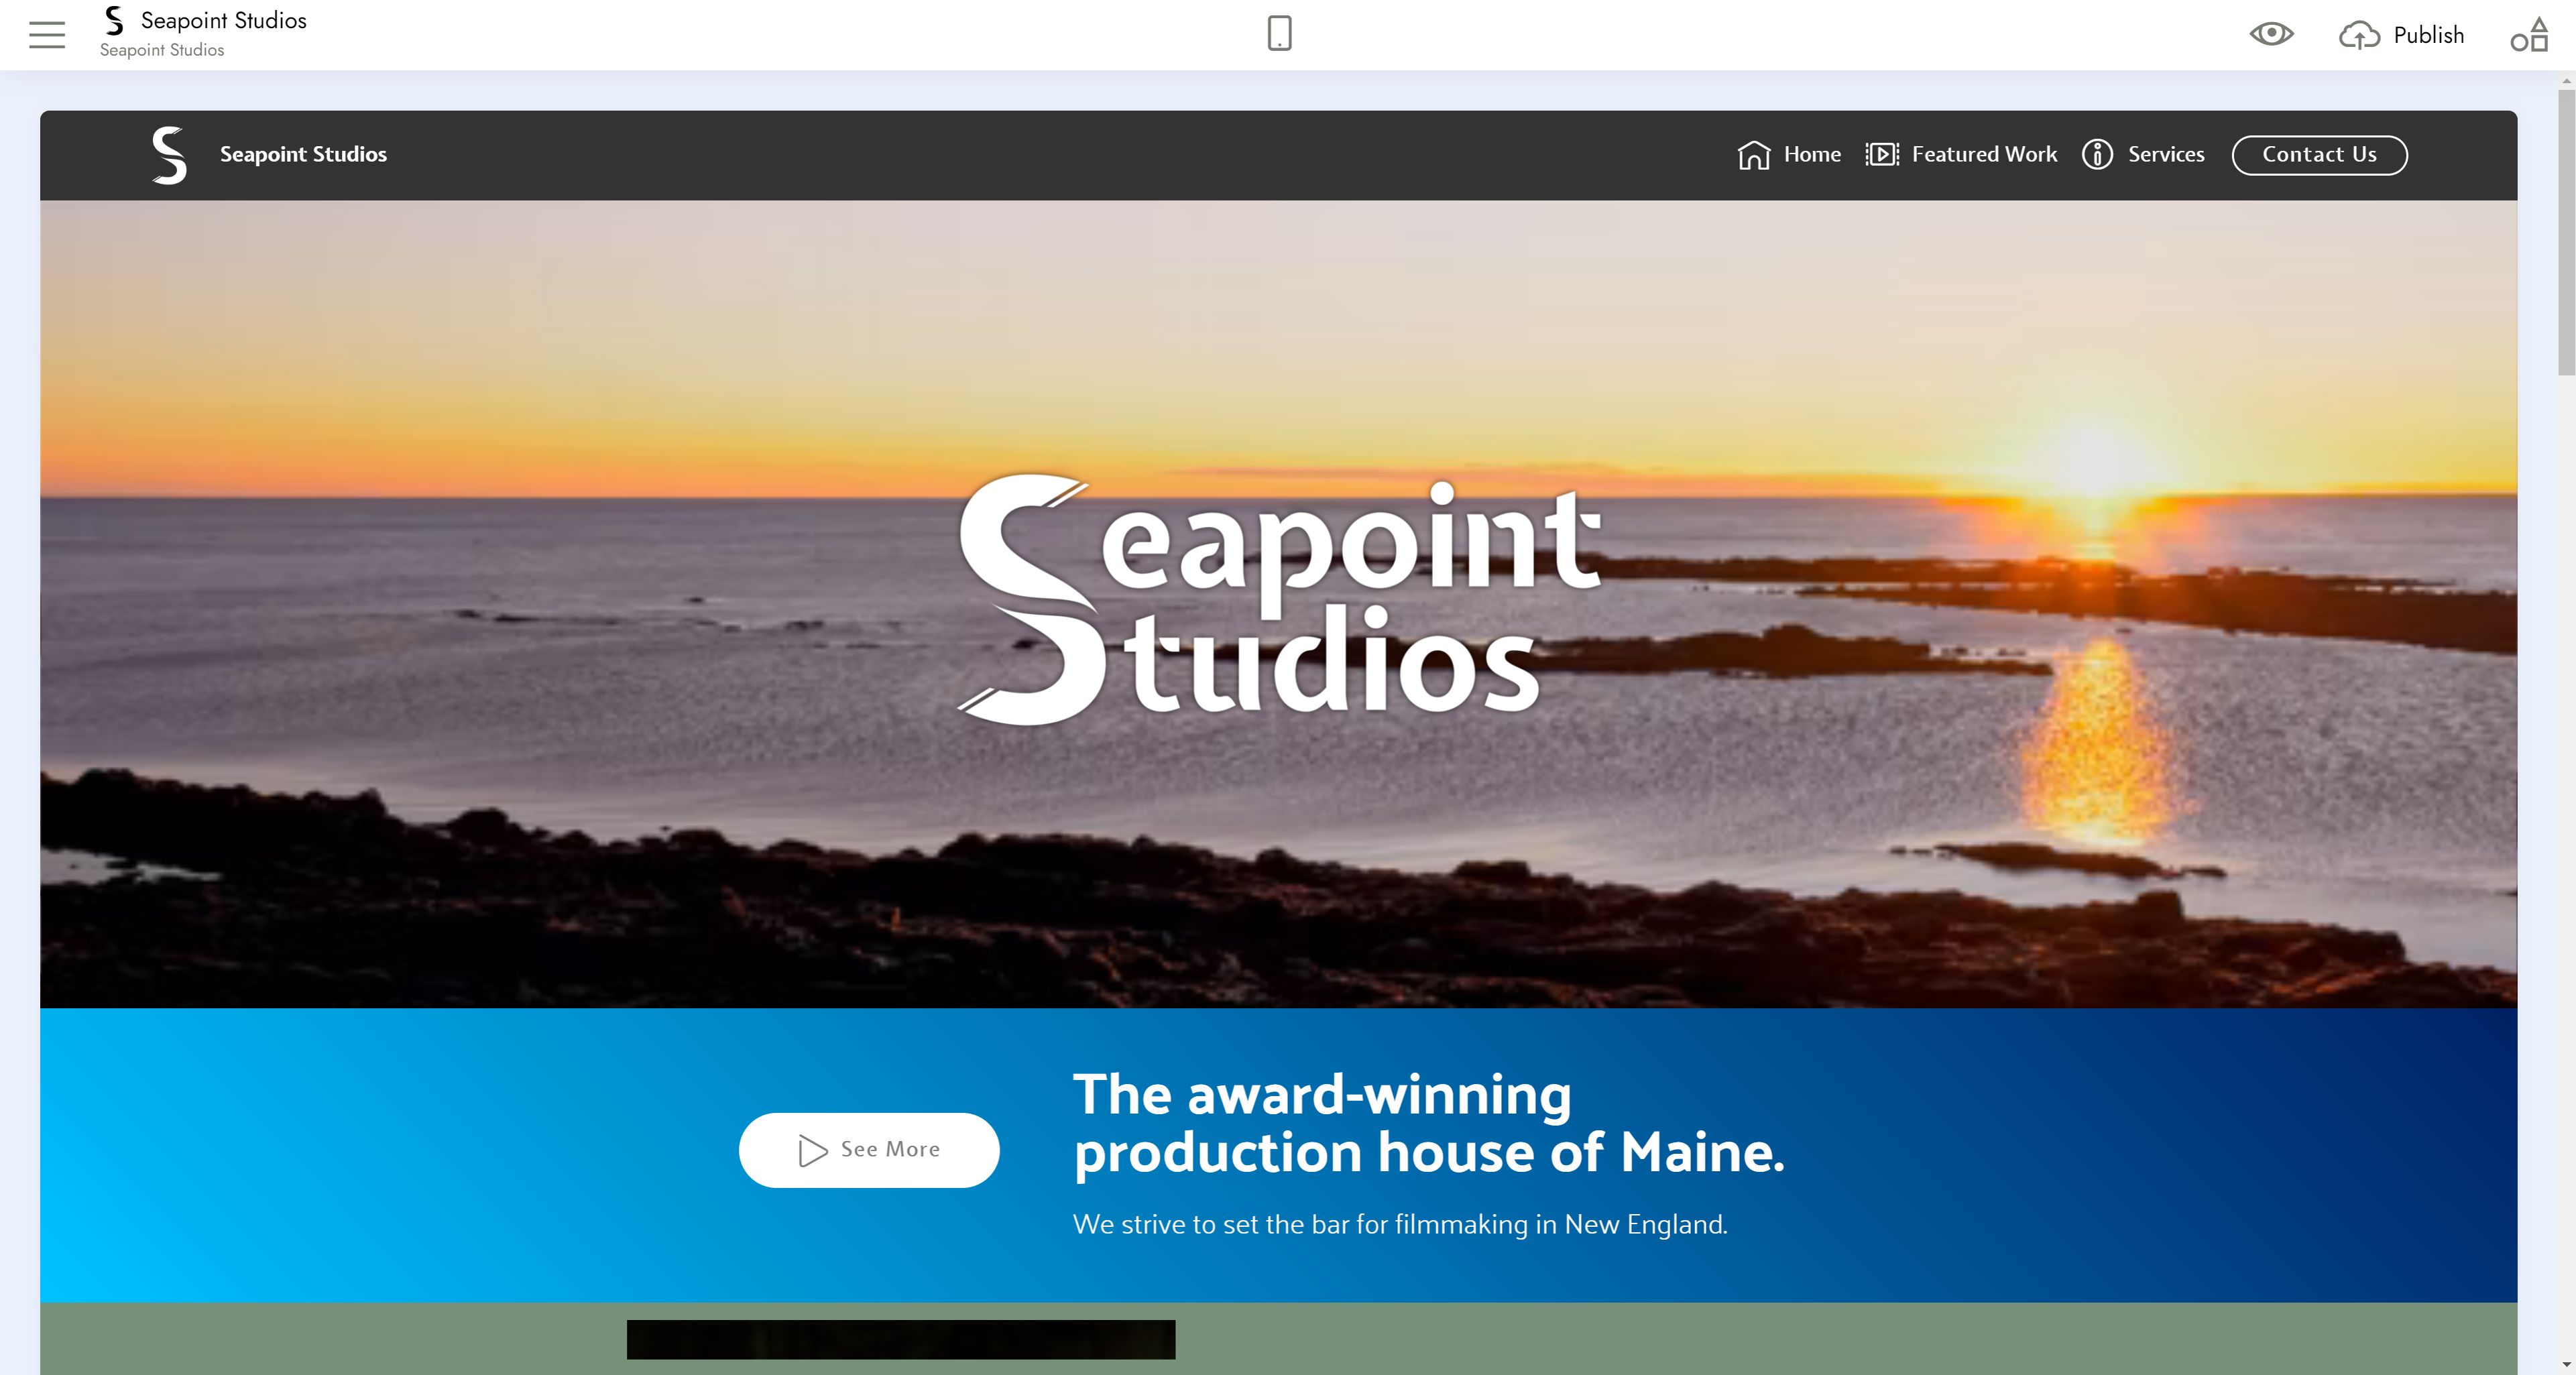 Seapoint Studios
Seapoint Studios
Publish
Seapoint Studios
Home
Featured Work
Services
Contact Us
Seapoint
Studios
See More
The award-winning
production house of Maine.
We strive to set the bar for filmmaking in New England.